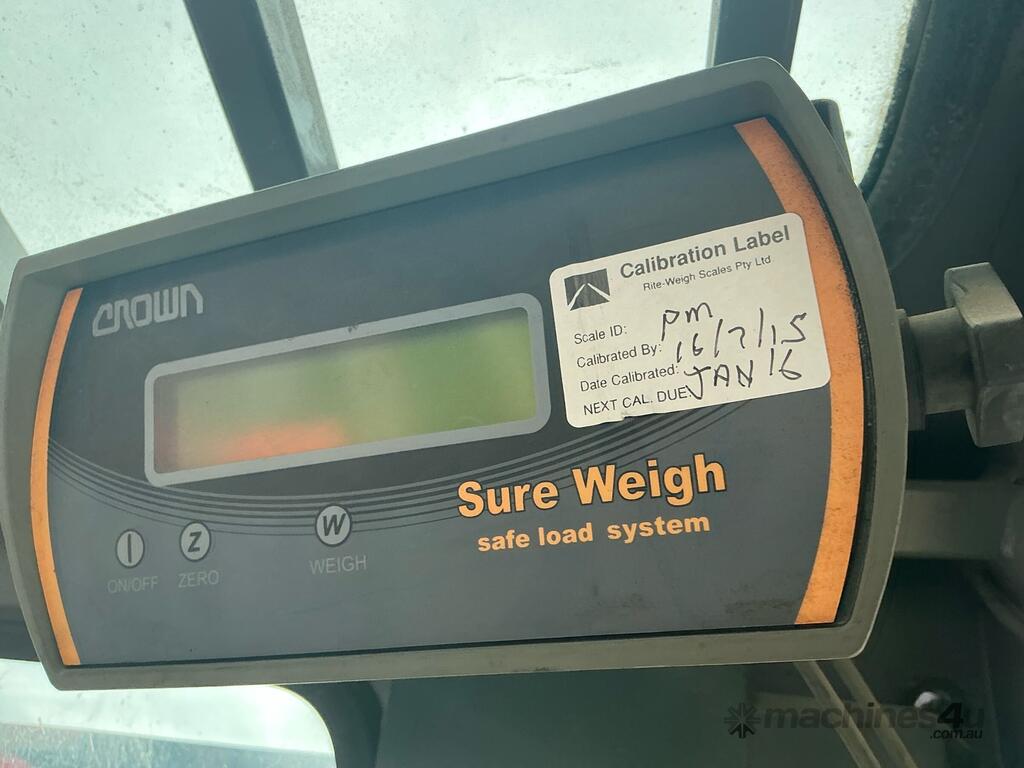 CROWN
Calibration Label
Rite-Weigh Scales Pty Ltd
Scale ID:
Calibrated By: pm
Date Calibrated: 16/7/15
NEXT CAL. DUE: JAN 16
Sure Weigh
safe load system
I
Z
W
ON/OFF
ZERO
WEIGH
machines4u
.com.au